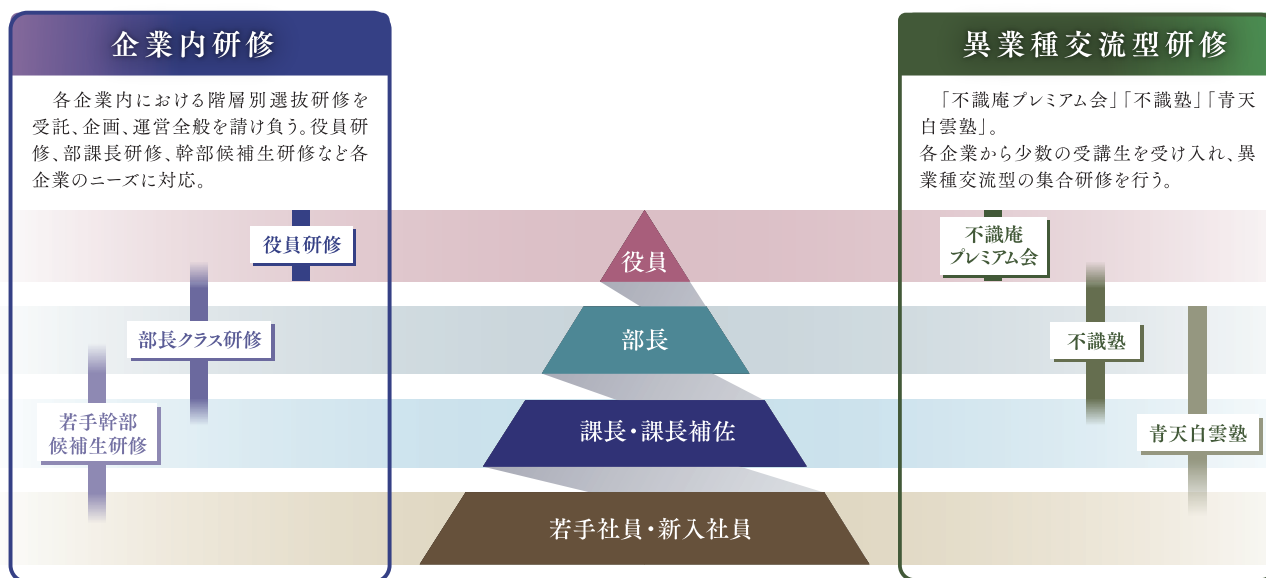 企業内研修
各企業内における階層別選抜研修を
受託、企画、運営全般を請け負う。役員研
修、部課長研修、幹部候補生研修など各
企業のニーズに対応。
役員研修
部長クラス研修
若手幹部
候補生研修
役員
部長
課長・課長補佐
若手社員・新入社員
異業種交流型研修
「不識庵プレミアム会」「不識塾」「青天
白雲塾」。
各企業から少数の受講生を受け入れ、異
業種交流型の集合研修を行う。
不識庵
プレミアム会
不識塾
青天白雲塾